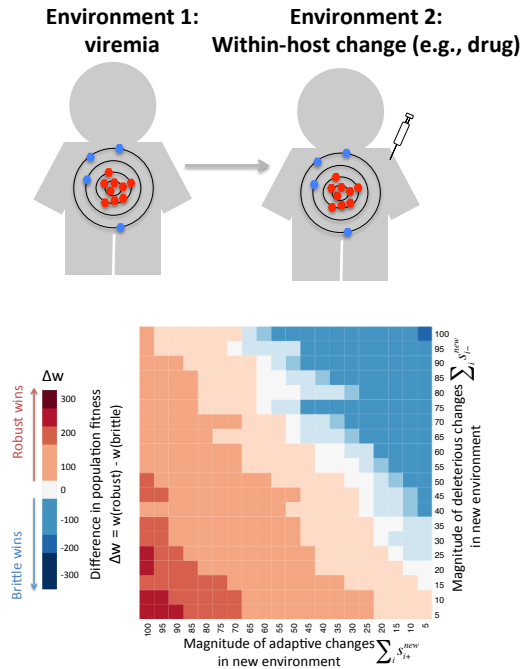 Environment 1:
viremia
Environment 2:
Within-host change (e.g., drug)
Robust wins
Brittle wins
Δw
300
200
100
0
-100
-200
-300
Difference in population fitness
Δw = w(robust) - w(brittle)
100
95
90
85
80
75
70
65
60
55
50
45
40
35
30
25
20
15
10
5
Magnitude of deleterious changes
in new environment
∑ᵢ sᵢ₋ⁿᵉʷ
100 95 90 85 80 75 70 65 60 55 50 45 40 35 30 25 20 15 10 5
Magnitude of adaptive changes ∑ᵢ sᵢ₊ⁿᵉʷ
in new environment